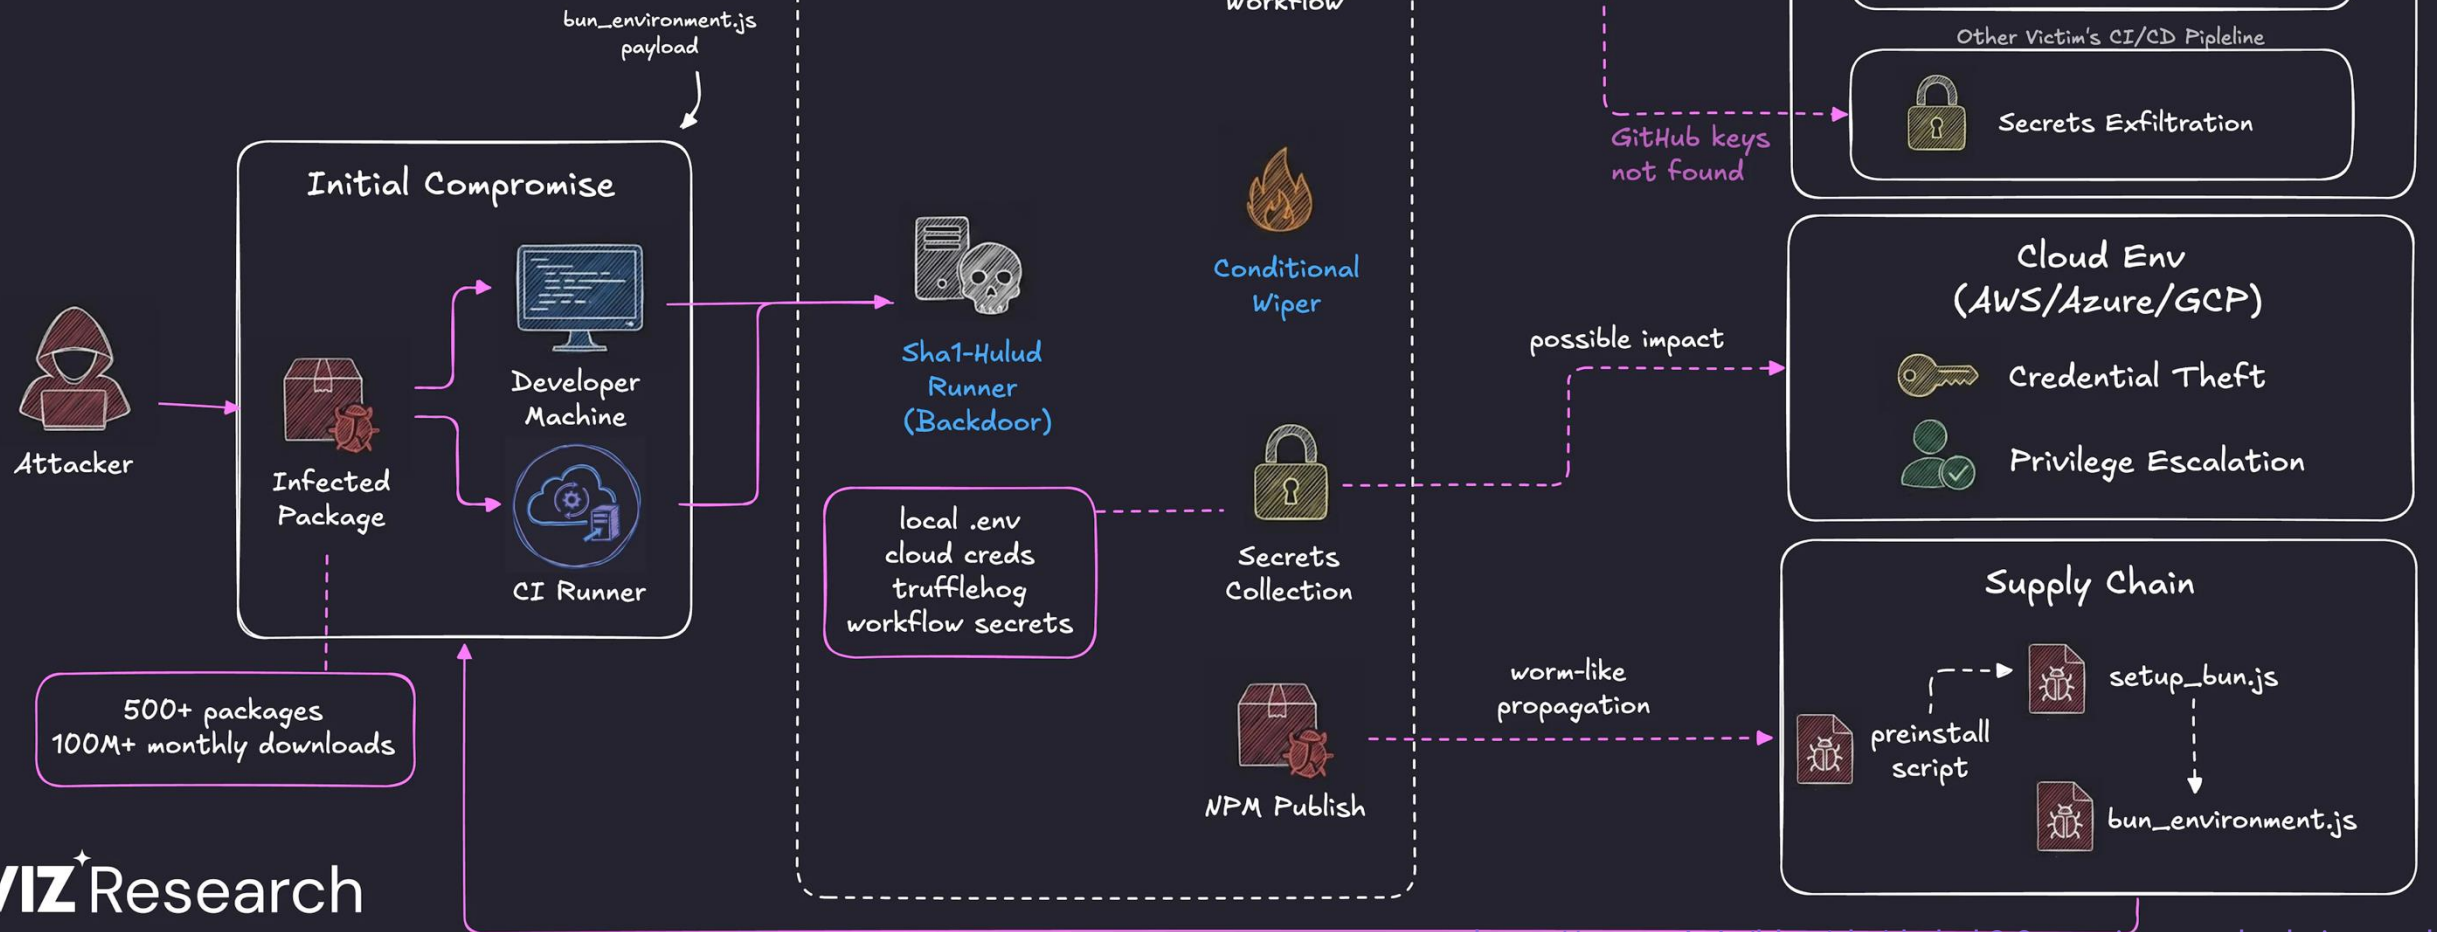 bun_environment.js
payload
workflow
Other Victim's CI/CD Pipleline
Secrets Exfiltration
GitHub keys
not found
Initial Compromise
Attacker
Infected
Package
Developer
Machine
CI Runner
500+ packages
100M+ monthly downloads
Sha1-Hulud
Runner
(Backdoor)
Conditional
Wiper
local .env
cloud creds
trufflehog
workflow secrets
Secrets
Collection
NPM Publish
possible impact
worm-like
propagation
Cloud Env
(AWS/Azure/GCP)
Credential Theft
Privilege Escalation
Supply Chain
preinstall
script
setup_bun.js
bun_environment.js
Research